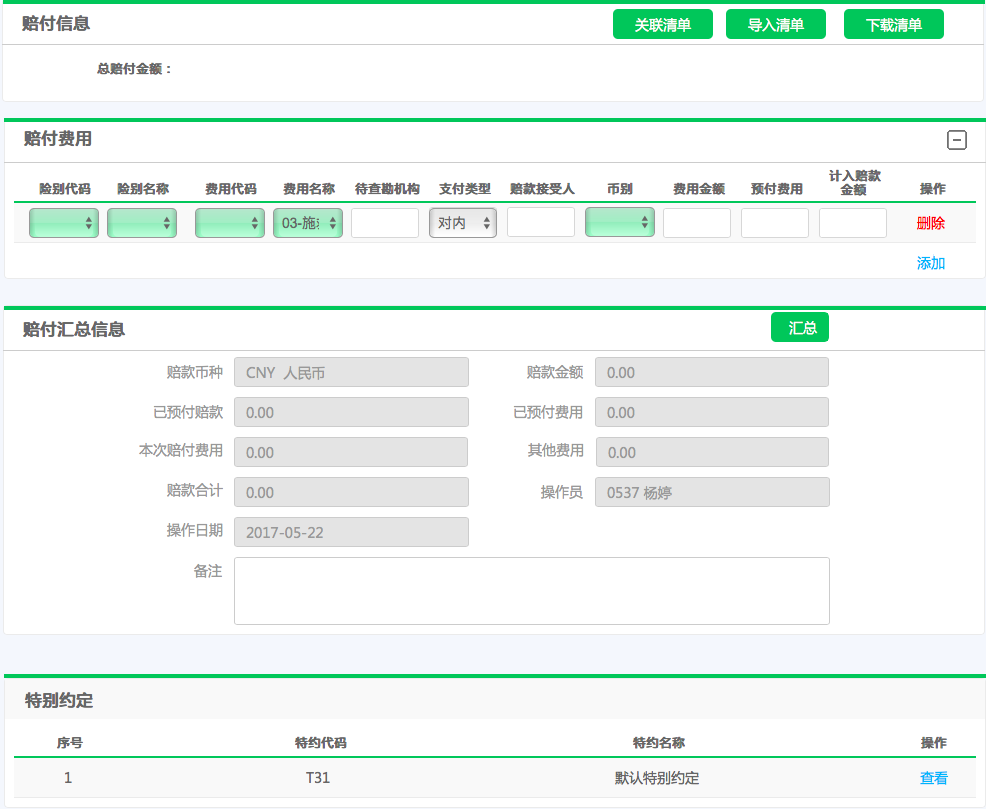 赔付信息 关联清单 导入清单 下载清单
总赔付金额：
赔付费用
险别代码 险别名称 费用代码 费用名称 待查勘机构 支付类型 赔款接受人 币别 费用金额 预付费用 计入赔款金额 操作
03-施 对内 删除
添加
赔付汇总信息 汇总
赔款币种 CNY 人民币 赔款金额 0.00
已预付赔款 0.00 已预付费用 0.00
本次赔付费用 0.00 其他费用 0.00
赔款合计 0.00 操作员 0537 杨婷
操作日期 2017-05-22
备注
特别约定
序号 特约代码 特约名称 操作
1 T31 默认特别约定 查看